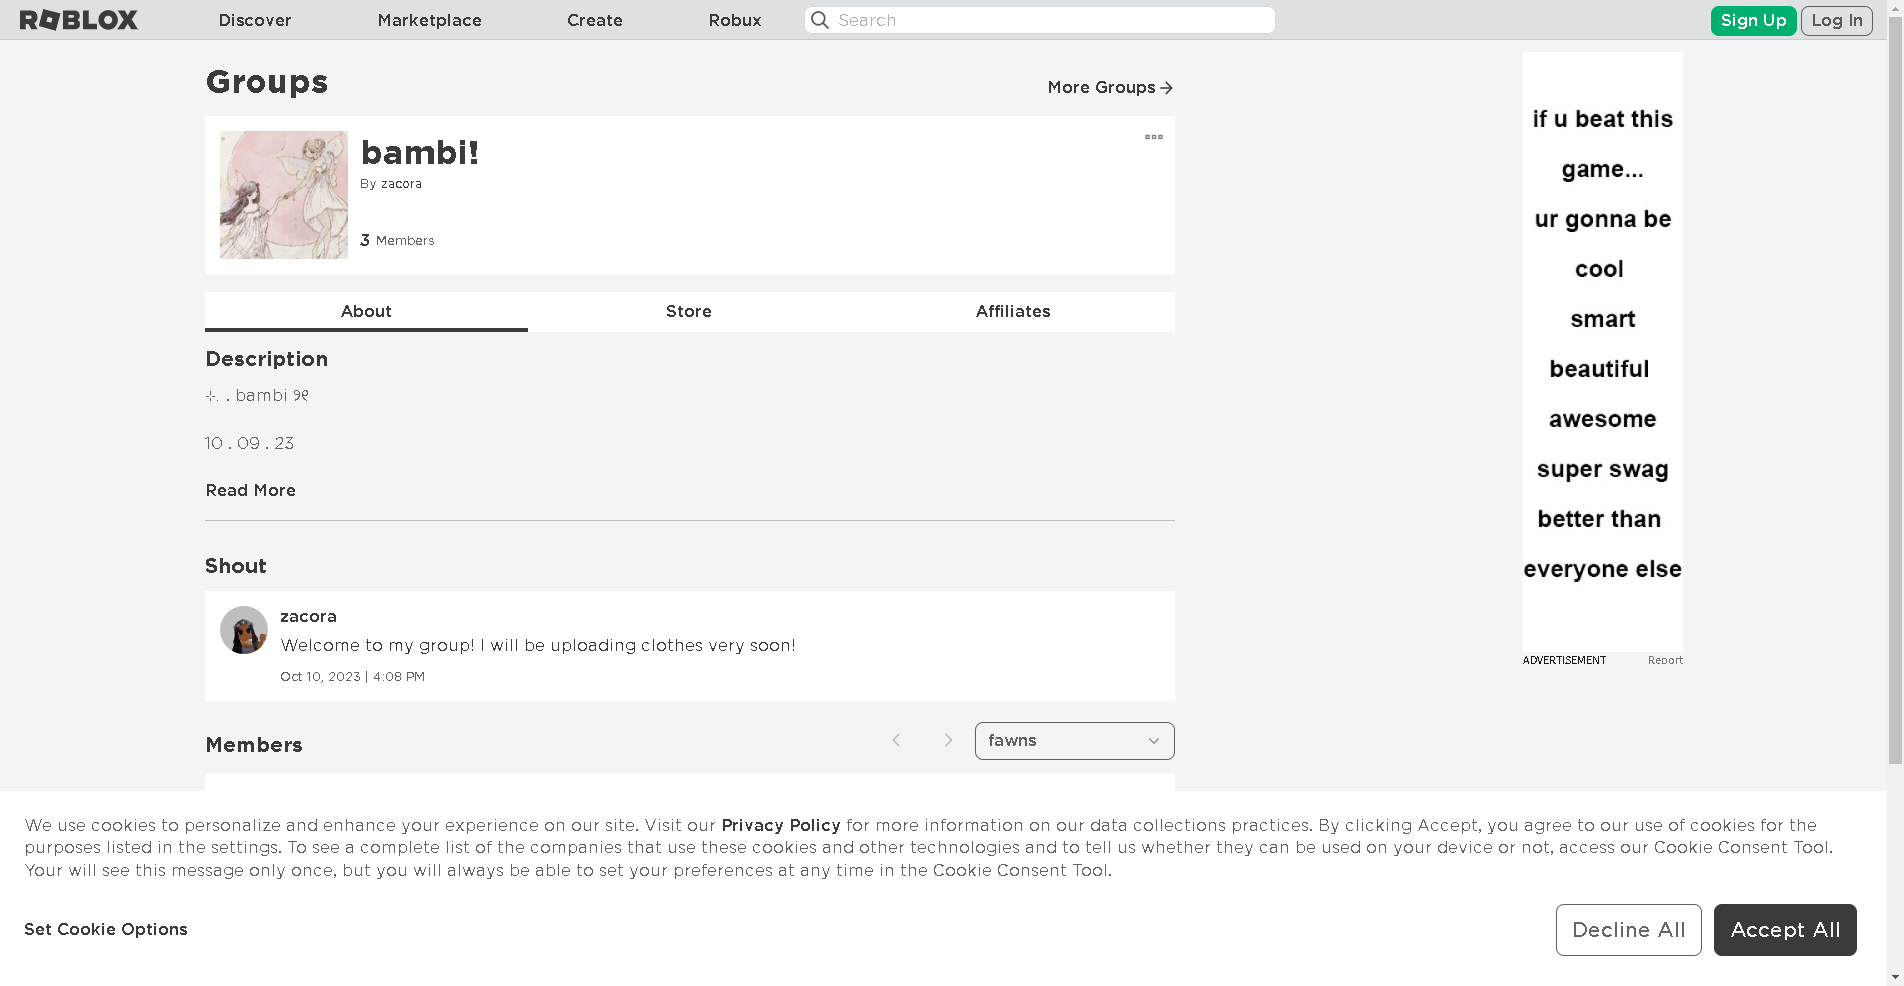 ROBLOX Discover Marketplace Create Robux Search Sign Up Log In
Groups
More Groups
bambi!
By zacora
3 Members
About Store Affiliates
Description
⊹. . bambi ୨୧
10 . 09 . 23
Read More
Shout
zacora
Welcome to my group! I will be uploading clothes very soon!
Oct 10, 2023 | 4:08 PM
Members
fawns
if u beat this
game...
ur gonna be
cool
smart
beautiful
awesome
super swag
better than
everyone else
ADVERTISEMENT Report
We use cookies to personalize and enhance your experience on our site. Visit our Privacy Policy for more information on our data collections practices. By clicking Accept, you agree to our use of cookies for the
purposes listed in the settings. To see a complete list of the companies that use these cookies and other technologies and to tell us whether they can be used on your device or not, access our Cookie Consent Tool.
Your will see this message only once, but you will always be able to set your preferences at any time in the Cookie Consent Tool.
Set Cookie Options
Decline All Accept All